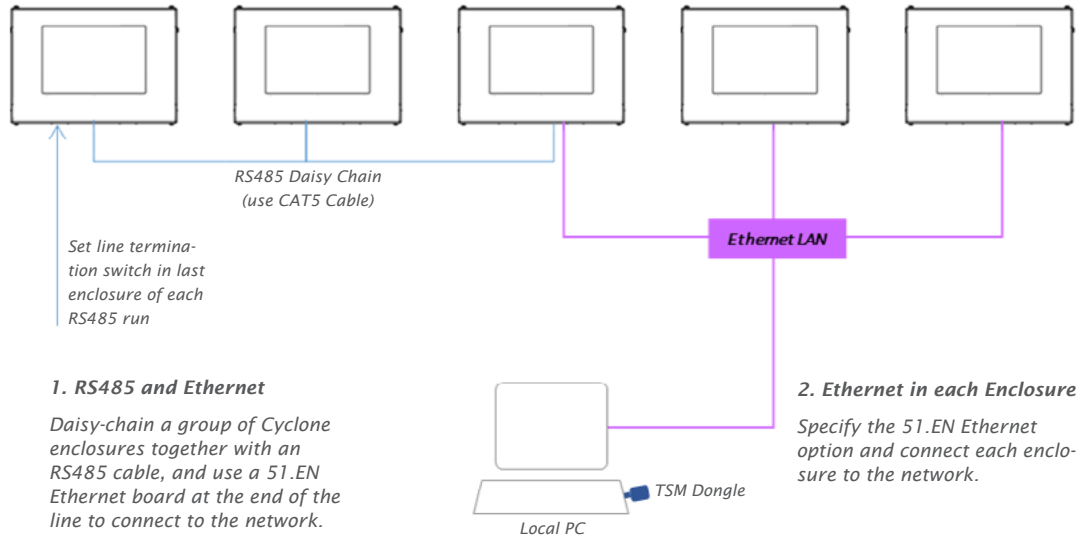 RS485 Daisy Chain
(use CAT5 Cable)
Ethernet LAN
Set line termina-
tion switch in last
enclosure of each
RS485 run
1. RS485 and Ethernet
Daisy-chain a group of Cyclone
enclosures together with an
RS485 cable, and use a 51.EN
Ethernet board at the end of the
line to connect to the network.
TSM Dongle
Local PC
2. Ethernet in each Enclosure
Specify the 51.EN Ethernet
option and connect each enclo-
sure to the network.